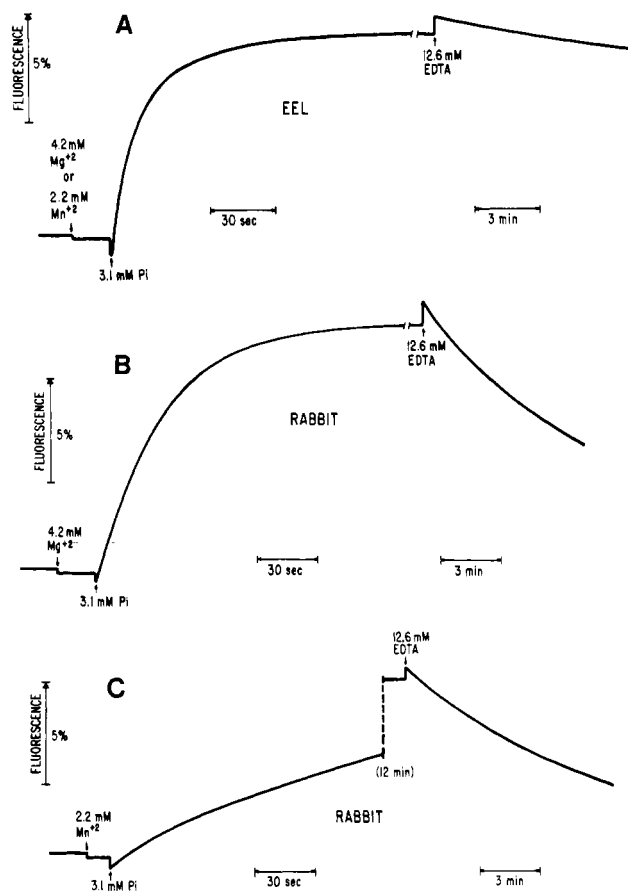 A
FLUORESCENCE
5%
12.6 mM
EDTA
EEL
4.2 mM
Mg+2
or
2.2 mM
Mn+2
30 sec
3 min
3.1 mM Pi
B
FLUORESCENCE
5%
12.6 mM
EDTA
RABBIT
4.2 mM
Mg+2
30 sec
3 min
3.1 mM Pi
C
12.6 mM
EDTA
FLUORESCENCE
5%
(12 min)
2.2 mM
Mn+2
RABBIT
30 sec
3 min
3.1 mM Pi